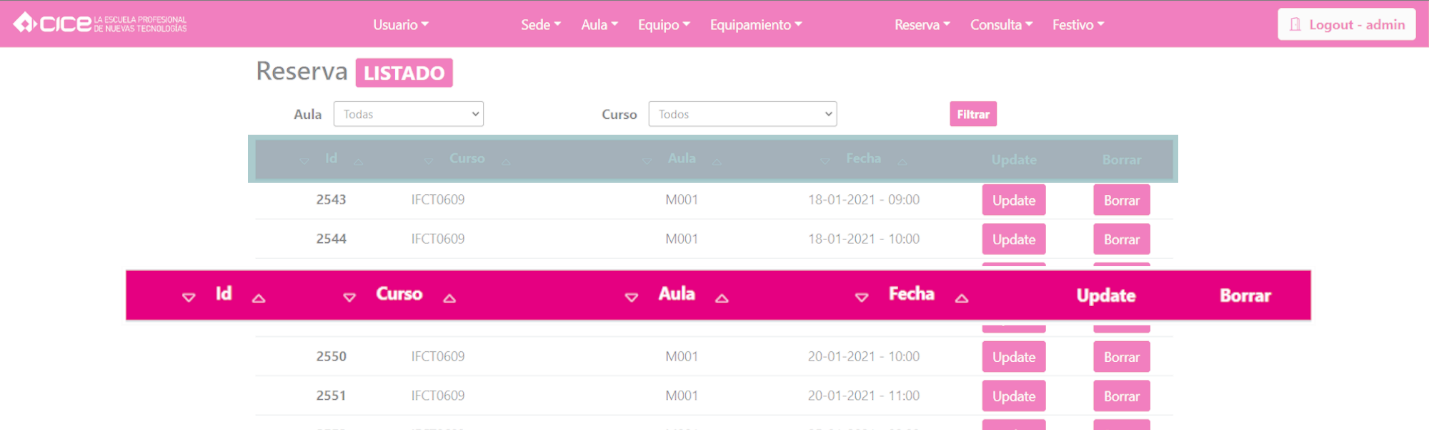 CICE LA ESCUELA PROFESIONAL DE NUEVAS TECNOLOGÍAS Usuario Sede Aula Equipo Equipamiento Reserva Consulta Festivo Logout - admin
Reserva LISTADO
Aula Todas Curso Todos Filtrar
Id Curso Aula Fecha Update Borrar
2543 IFCT0609 M001 18-01-2021 - 09:00 Update Borrar
2544 IFCT0609 M001 18-01-2021 - 10:00 Update Borrar
Id Curso Aula Fecha Update Borrar
2550 IFCT0609 M001 20-01-2021 - 10:00 Update Borrar
2551 IFCT0609 M001 20-01-2021 - 11:00 Update Borrar